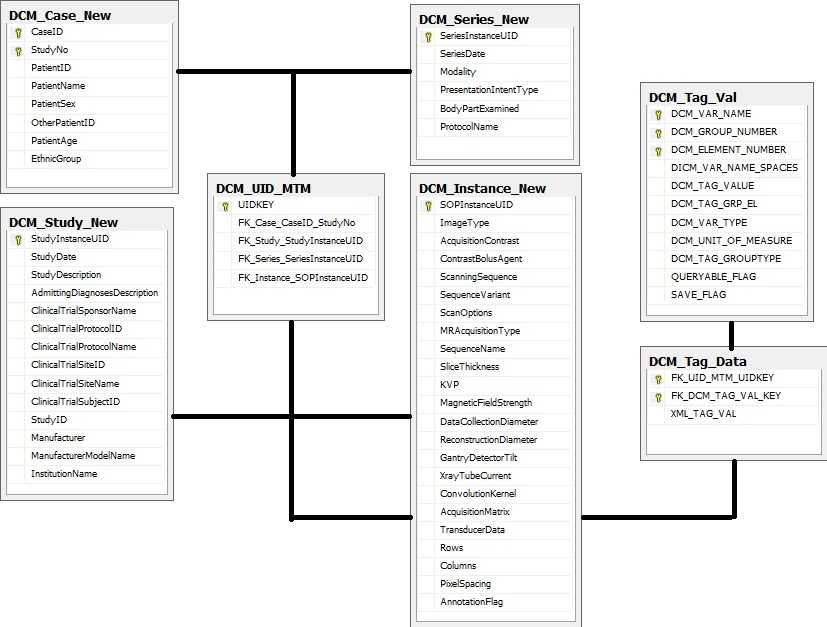 DCM_Case_New
CaseID
StudyNo
PatientID
PatientName
PatientSex
OtherPatientID
PatientAge
EthnicGroup
DCM_Series_New
SeriesInstanceUID
SeriesDate
Modality
PresentationIntentType
BodyPartExamined
ProtocolName
DCM_Tag_Val
DCM_VAR_NAME
DCM_GROUP_NUMBER
DCM_ELEMENT_NUMBER
DICM_VAR_NAME_SPACES
DCM_TAG_VALUE
DCM_TAG_GRP_EL
DCM_VAR_TYPE
DCM_UNIT_OF_MEASURE
DCM_TAG_GROUPTYPE
QUERYABLE_FLAG
SAVE_FLAG
DCM_UID_MTM
UIDKEY
FK_Case_CaseID_StudyNo
FK_Study_StudyInstanceUID
FK_Series_SeriesInstanceUID
FK_Instance_SOPInstanceUID
DCM_Study_New
StudyInstanceUID
StudyDate
StudyDescription
AdmittingDiagnosesDescription
ClinicalTrialSponsorName
ClinicalTrialProtocolID
ClinicalTrialProtocolName
ClinicalTrialSiteID
ClinicalTrialSiteName
ClinicalTrialSubjectID
StudyID
Manufacturer
ManufacturerModelName
InstitutionName
DCM_Instance_New
SOPInstanceUID
ImageType
AcquisitionContrast
ContrastBolusAgent
ScanningSequence
SequenceVariant
ScanOptions
MRAcquisitionType
SequenceName
SliceThickness
KVP
MagneticFieldStrength
DataCollectionDiameter
ReconstructionDiameter
GantryDetectorTilt
XrayTubeCurrent
ConvolutionKernel
AcquisitionMatrix
TransducerData
Rows
Columns
PixelSpacing
AnnotationFlag
DCM_Tag_Data
FK_UID_MTM_UIDKEY
FK_DCM_TAG_VAL_KEY
XML_TAG_VAL